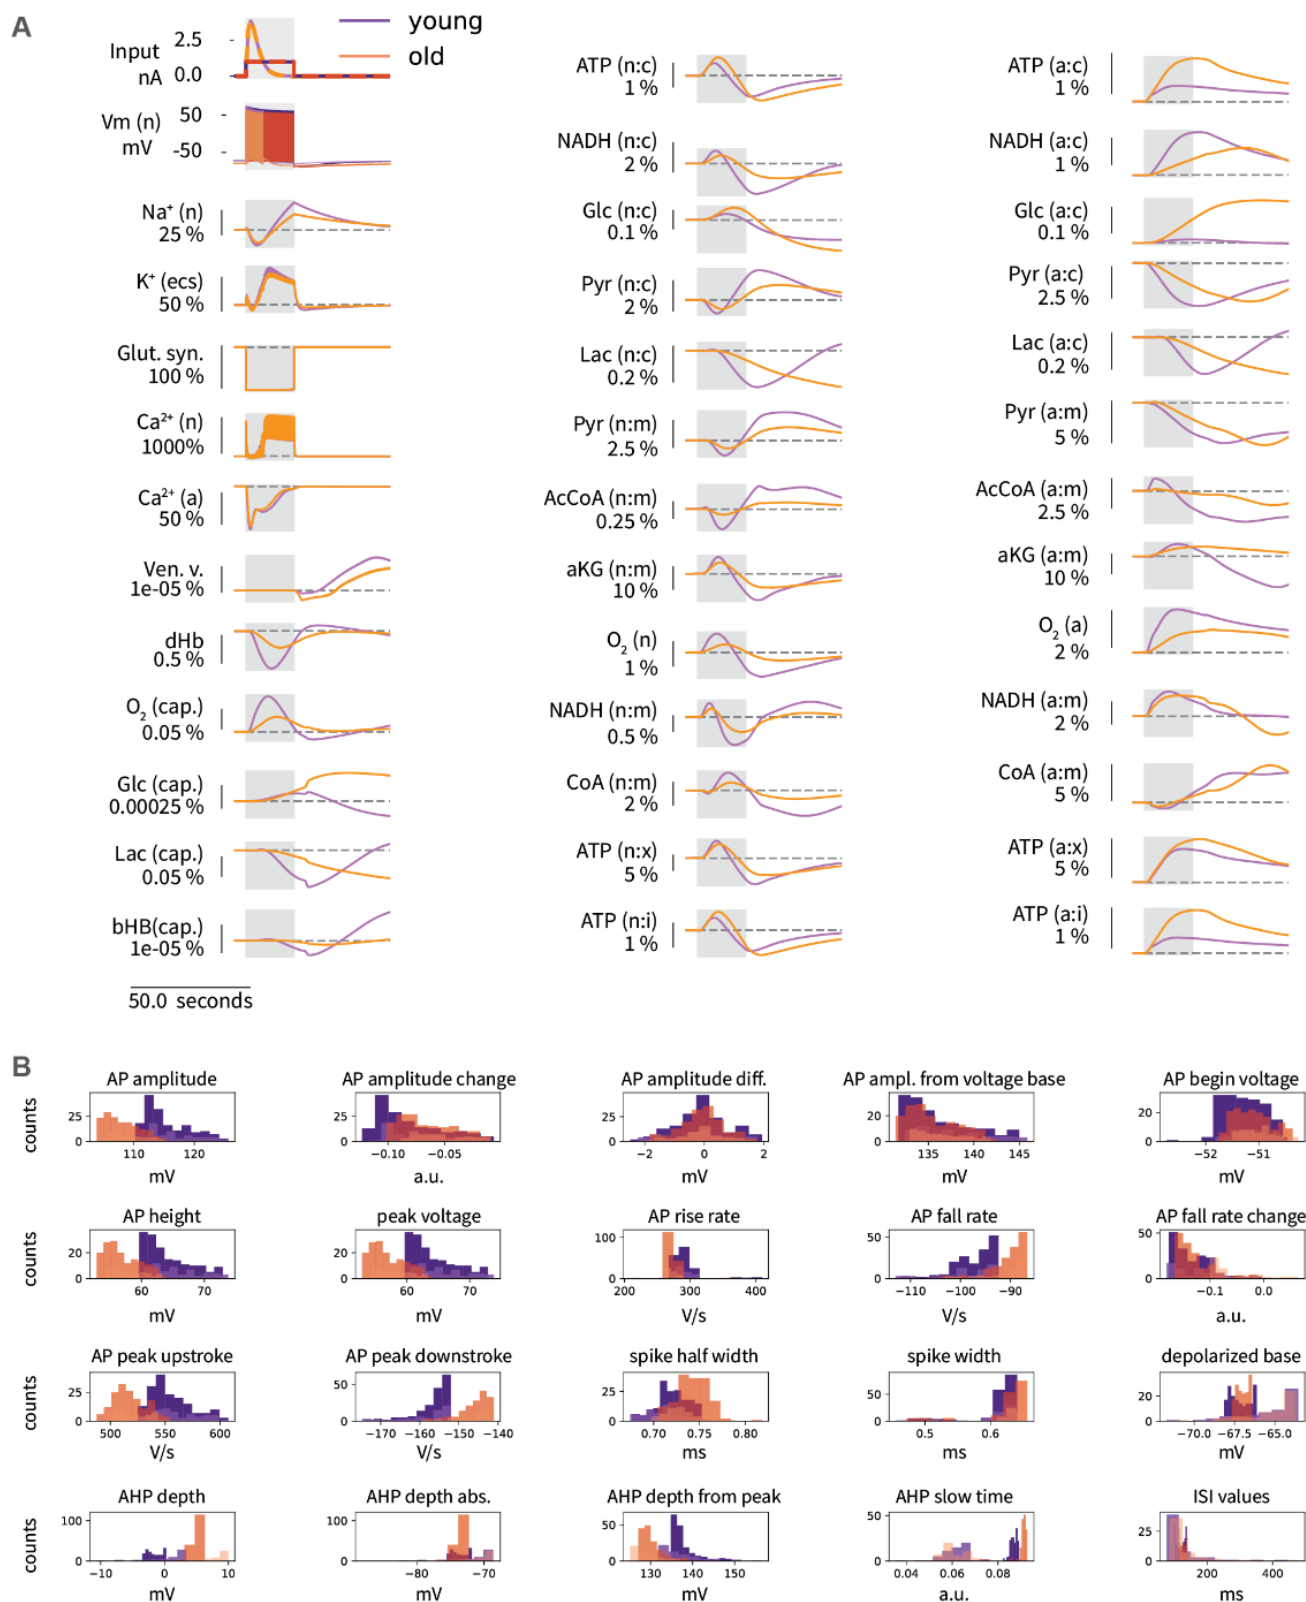 A
young
old
Input
nA
2.5
0.0
Vm (n)
mV
50
-50
Na⁺ (n)
25 %
K⁺ (ecs)
50 %
Glut. syn.
100 %
Ca²⁺ (n)
1000%
Ca²⁺ (a)
50 %
Ven. v.
1e-05 %
dHb
0.5 %
O₂ (cap.)
0.05 %
Glc (cap.)
0.00025 %
Lac (cap.)
0.05 %
bHB(cap.)
1e-05 %
50.0 seconds
ATP (n:c)
1 %
NADH (n:c)
2 %
Glc (n:c)
0.1 %
Pyr (n:c)
2 %
Lac (n:c)
0.2 %
Pyr (n:m)
2.5 %
AcCoA (n:m)
0.25 %
aKG (n:m)
10 %
O₂ (n)
1 %
NADH (n:m)
0.5 %
CoA (n:m)
2 %
ATP (n:x)
5 %
ATP (n:i)
1 %
ATP (a:c)
1 %
NADH (a:c)
1 %
Glc (a:c)
0.1 %
Pyr (a:c)
2.5 %
Lac (a:c)
0.2 %
Pyr (a:m)
5 %
AcCoA (a:m)
2.5 %
aKG (a:m)
10 %
O₂ (a)
2 %
NADH (a:m)
2 %
CoA (a:m)
5 %
ATP (a:x)
5 %
ATP (a:i)
1 %
B
AP amplitude AP amplitude change AP amplitude diff. AP ampl. from voltage base AP begin voltage
counts
25 0 25 0 25 0 20 0 20 0
110 120 −0.10 −0.05 −2 0 2 135 140 145 −52 −51
mV a.u. mV mV mV
AP height peak voltage AP rise rate AP fall rate AP fall rate change
counts
20 0 20 0 100 0 50 0 50 0
60 70 60 70 200 300 400 −110 −100 −90 −0.1 0.0
mV mV V/s V/s a.u.
AP peak upstroke AP peak downstroke spike half width spike width depolarized base
counts
25 0 50 0 25 0 50 0 20 0
500 550 600 −170 −160 −150 −140 0.70 0.75 0.80 0.5 0.6 −70.0 −67.5 −65.0
V/s V/s ms ms mV
AHP depth AHP depth abs. AHP depth from peak AHP slow time ISI values
counts
100 0 200 0 50 0 50 0 25 0
−10 0 10 −80 −70 130 140 150 0.04 0.06 0.08 200 400
mV mV mV a.u. ms